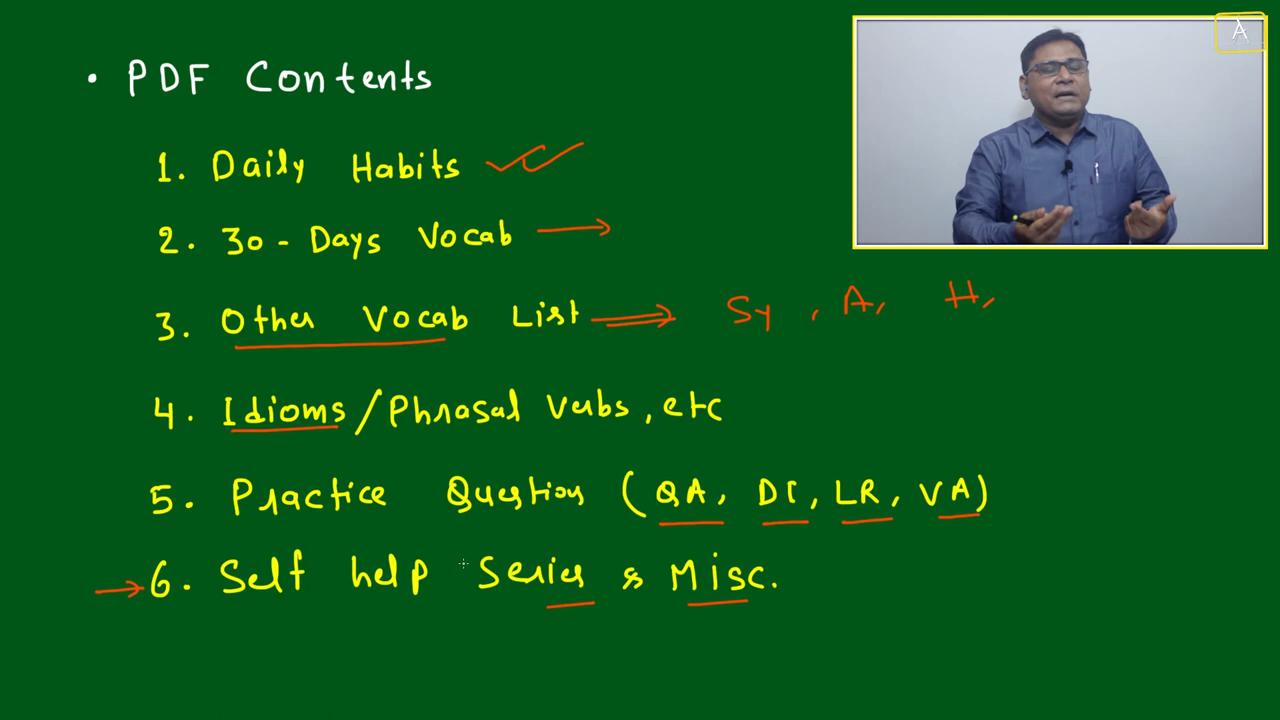 A
• PDF Contents
1. Daily Habits
2. 30 - Days Vocab →
3. Other Vocab List ⟹ Sy, A, H,
4. Idioms/Phrasal Verbs, etc
5. Practice Question (QA, DI, LR, VA)
→ 6. Self help Series & Misc.